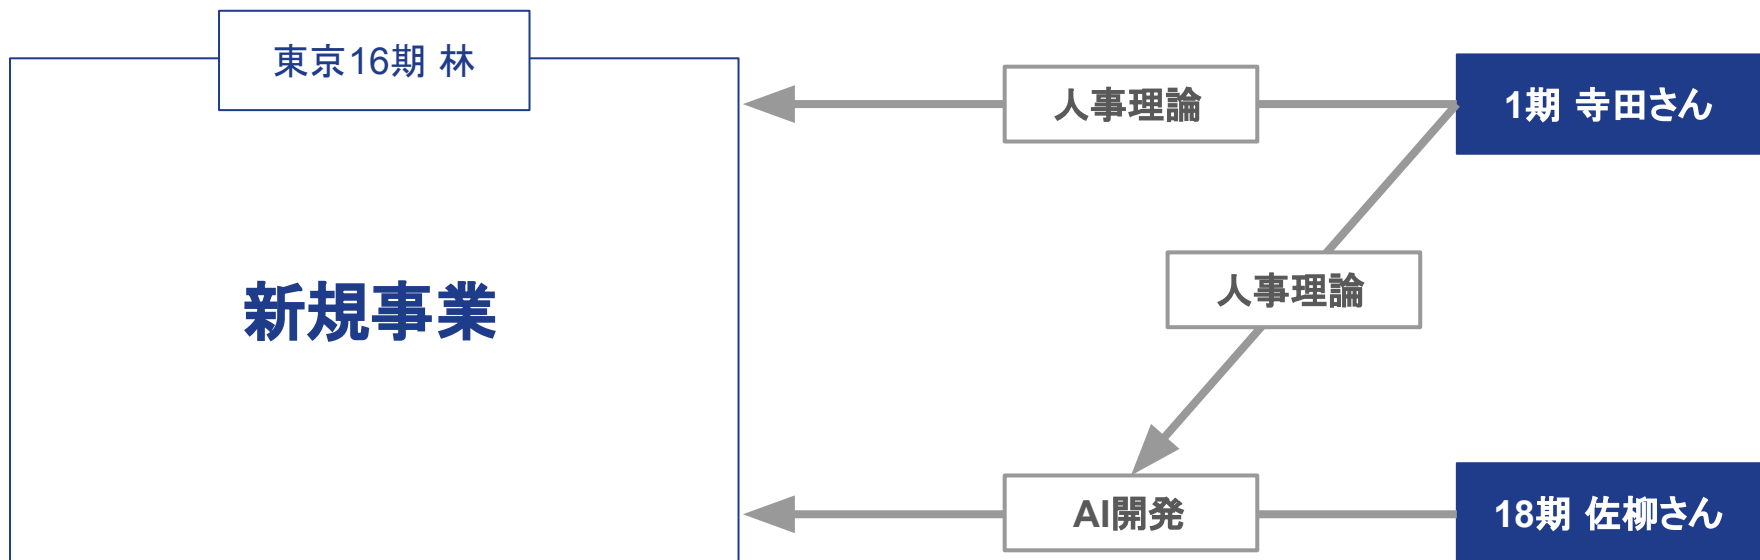 東京16期 林
人事理論
1期 寺田さん
新規事業
人事理論
AI開発
18期 佐柳さん